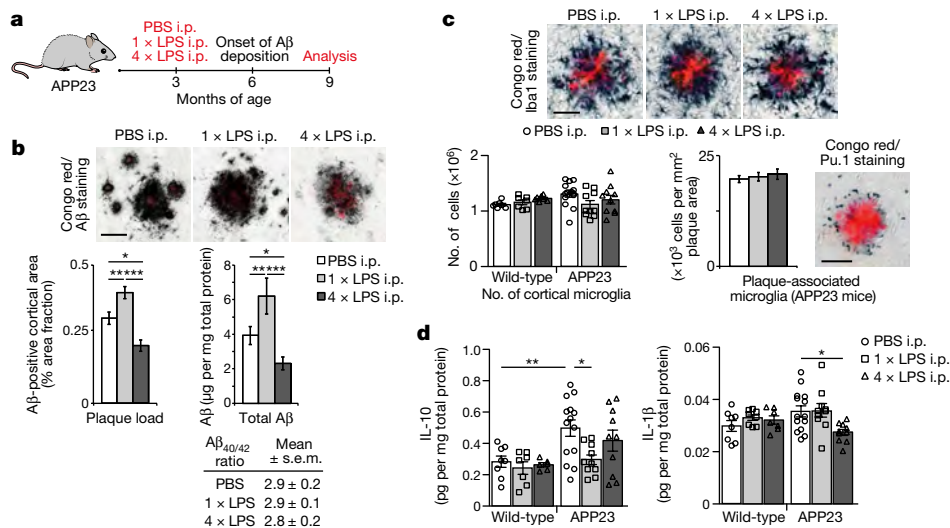 a
PBS i.p.
1 × LPS i.p.
4 × LPS i.p.
Onset of Aβ
deposition
Analysis
APP23
3
6
9
Months of age
b
PBS i.p.
1 × LPS i.p.
4 × LPS i.p.
Congo red/
Aβ staining
Aβ-positive cortical area
(% area fraction)
0.5
0.25
0
*
*****
Plaque load
Aβ (μg per mg total protein)
8
4
0
*
*****
Total Aβ
PBS i.p.
1 × LPS i.p.
4 × LPS i.p.
Aβ40/42
ratio
Mean
± s.e.m.
PBS 2.9 ± 0.2
1 × LPS 2.9 ± 0.1
4 × LPS 2.8 ± 0.2
c
PBS i.p.
1 × LPS i.p.
4 × LPS i.p.
Congo red/
Iba1 staining
PBS i.p. 1 × LPS i.p. 4 × LPS i.p.
No. of cells (×10⁶)
2
1
0
Wild-type APP23
No. of cortical microglia
(×10³ cells per mm²
plaque area)
25
15
0
Plaque-associated
microglia (APP23 mice)
Congo red/
Pu.1 staining
d
IL-10
(pg per mg total protein)
1.0
0.8
0.6
0.4
0.2
0
**
*
Wild-type APP23
IL-1β
(pg per mg total protein)
0.06
0.04
0.02
0
*
Wild-type APP23
PBS i.p.
1 × LPS i.p.
4 × LPS i.p.